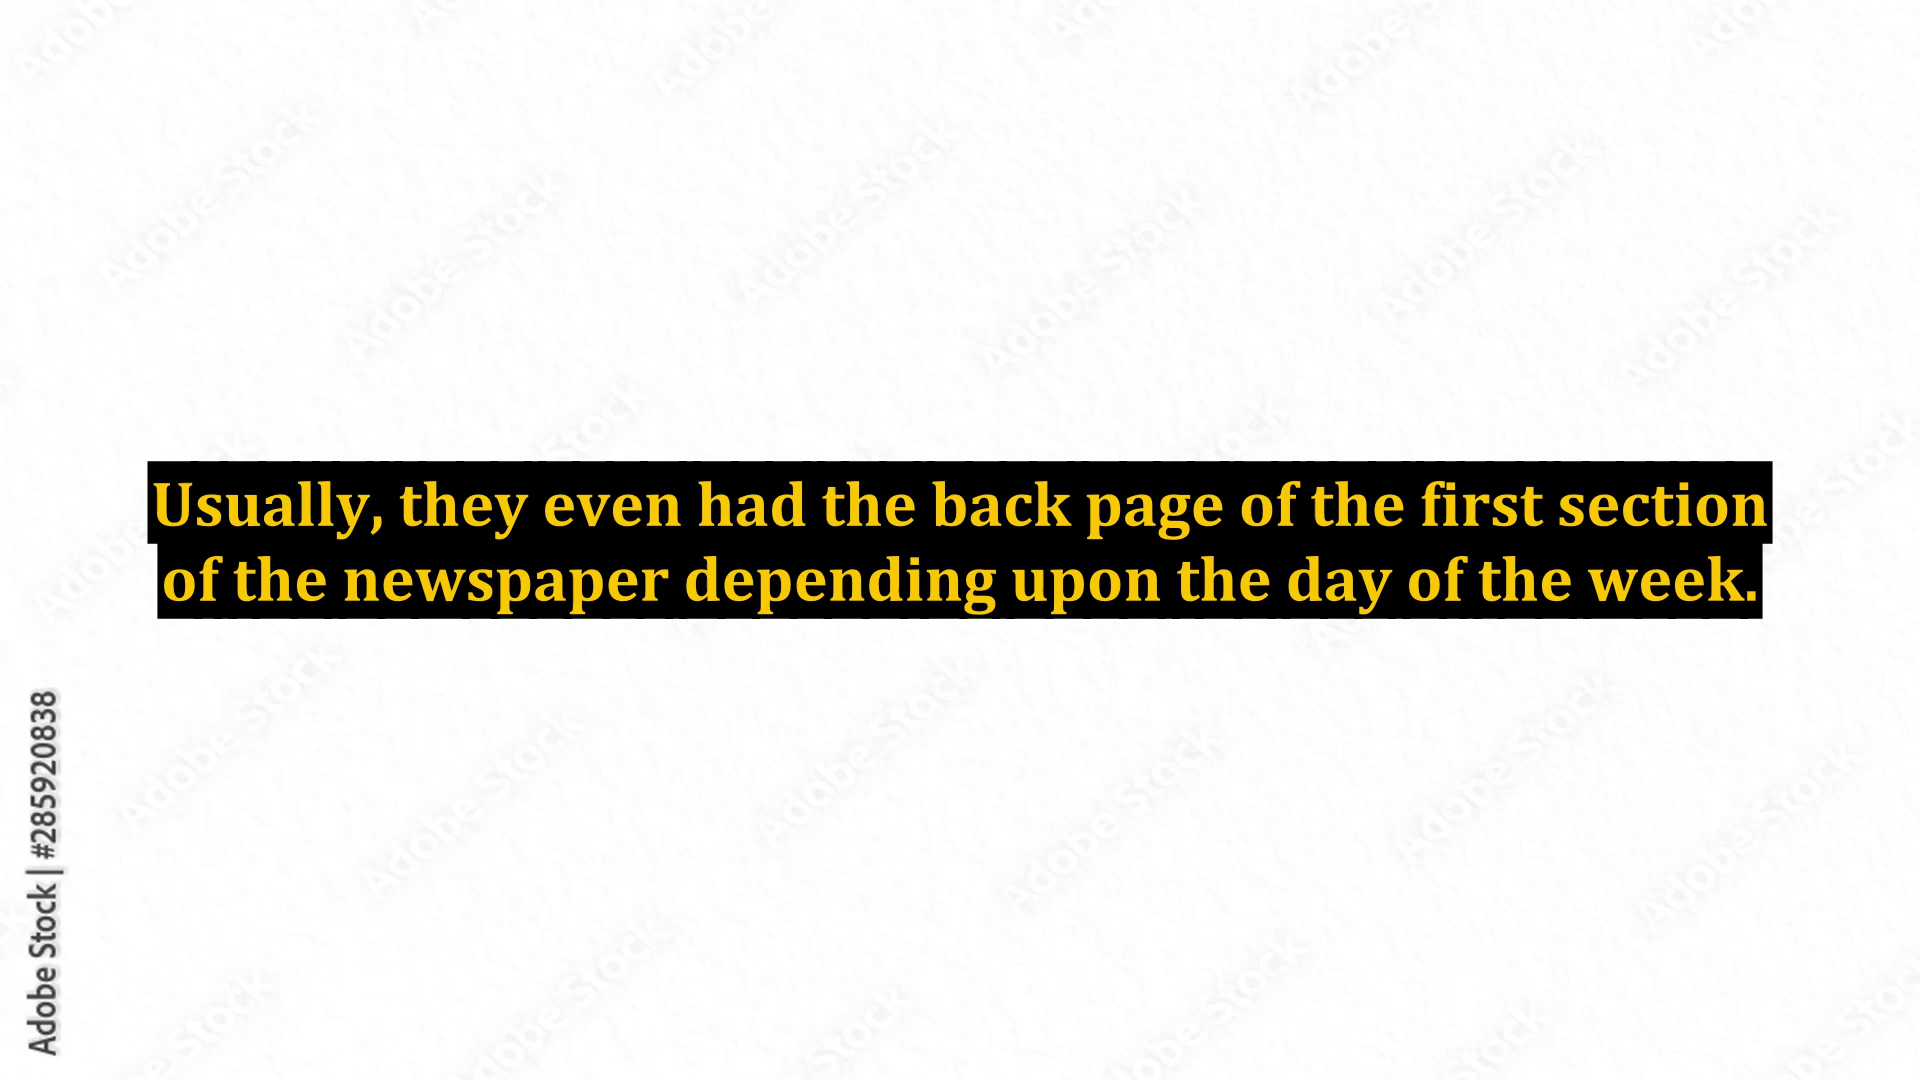 Usually, they even had the back page of the first section
of the newspaper depending upon the day of the week.
Adobe Stock | #285920838